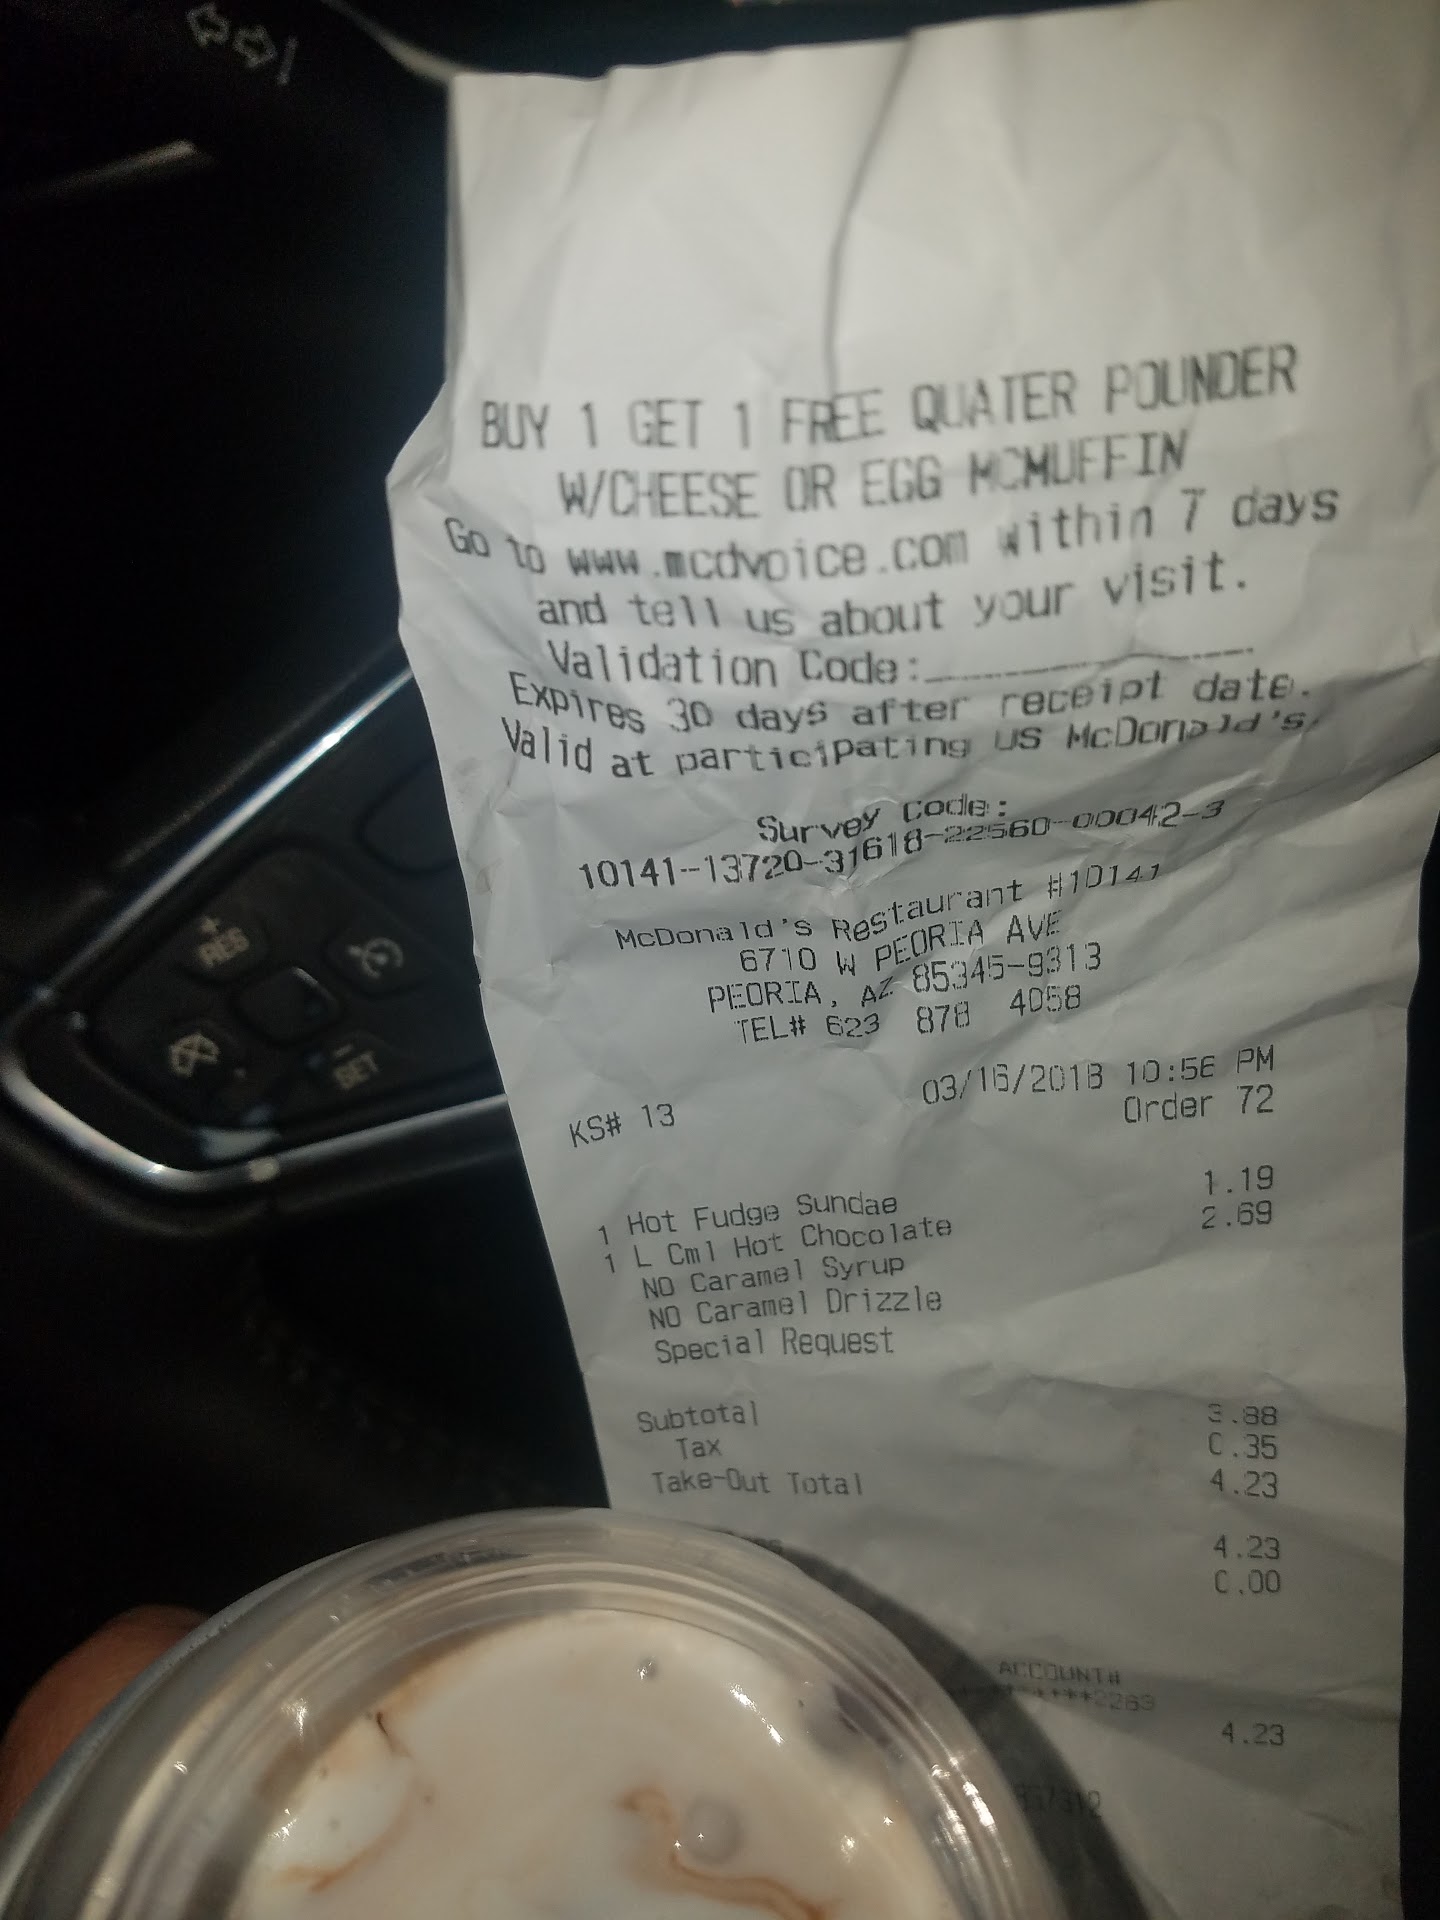 BUY 1 GET 1 FREE QUATER POUNDER
W/CHEESE OR EGG MCMUFFIN
Go to www.mcdvoice.com within 7 days
and tell us about your visit.
Validation Code:
Expires 30 days after receipt date.
Valid at participating US McDonald's.
Survey Code:
10141-13720-31618-22560-00042-3
McDonald's Restaurant #10141
6710 W PEORIA AVE
PEORIA, AZ 85345-9313
TEL# 623 878 4058
KS# 13
03/16/2018 10:56 PM
Order 72
1 Hot Fudge Sundae 1.19
1 L Cml Hot Chocolate 2.69
NO Caramel Syrup
NO Caramel Drizzle
Special Request
Subtotal 3.88
Tax 0.35
Take-Out Total 4.23
4.23
0.00
ACCOUNT#
4.23
+
RES
-
SET